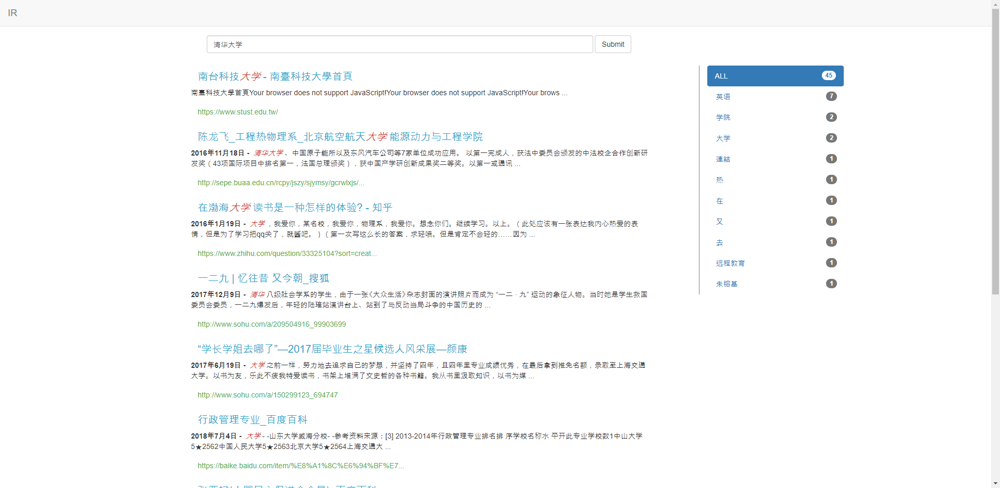 IR
清华大学
Submit
南台科技大学 - 南臺科技大學首頁
南臺科技大學首頁Your browser does not support JavaScript!Your browser does not support JavaScript!Your brows ...
https://www.stust.edu.tw/
陈龙飞_工程热物理系_北京航空航天大学 能源动力与工程学院
2016年11月18日 - 清华大学 、中国原子能所以及东风汽车公司等7家单位成功应用。 以第一完成人，获法中委员会颁发的中法校企合作创新研
发奖（43项国际项目中排名第一，法国总理颁奖），获中国产学研创新成果奖二等奖。以第一或通讯 ...
http://sepe.buaa.edu.cn/rcpy/jszy/sjymsy/gcrwlxjs/...
在渤海大学 读书是一种怎样的体验? - 知乎
2016年1月19日 - 大学 ，我爱你，某名校，我爱你，物理系，我爱你。想念你们。继续学习。以上。（此处应该有一张表达我内心热爱的表
情，但是为了学习把qq关了，就酱吧。）（第一次写这么长的答案，求轻喷。但是肯定不会轻的……因为 ...
https://www.zhihu.com/question/33325104?sort=creat...
一二九 | 忆往昔 又今朝_搜狐
2017年12月9日 - 清华 八级社会学系的学生，由于一张《大众生活》杂志封面的演讲照片而成为 “一二 · 九” 运动的象征人物。当时她是学生救国
委员会委员，一二九爆发后，年轻的陆璀站演讲台上、站到了与反动当局斗争的中国历史的 ...
http://www.sohu.com/a/209504916_99903699
“学长学姐去哪了”—2017届毕业生之星候选人风采展—颜康
2017年6月19日 - 大学 之前一样，努力地去追求自己的梦想，并坚持了四年，且四年里专业成绩优秀，在最后拿到推免名额，录取至上海交通
大学。以书为友，乐此不疲我特爱读书，书架上堆满了文史哲的各种书籍。我从书里汲取知识，以书为媒 ...
http://www.sohu.com/a/150299123_694747
行政管理专业_百度百科
2018年7月4日 - 大学 - -山东大学威海分校- -参考资料来源：[3] 2013-2014年行政管理专业排名排 序学校名称水 平开此专业学校数1中山大学
5★2562中国人民大学5★2563北京大学5★2564上海交通大 ...
https://baike.baidu.com/item/%E8%A1%8C%E6%94%BF%E7...
ALL 45
英语 7
学院 2
大学 2
連結 1
热 1
在 1
又 1
去 1
远程教育 1
朱镕基 1